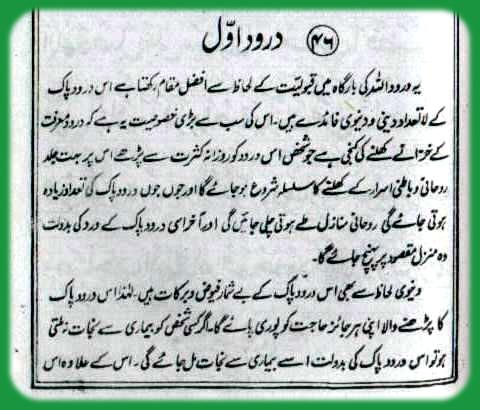 ۴۶ درود اوّل
یہ درود اللہ کی بارگاہ میں قبولیت کے لحاظ سے افضل مقام رکھتا ہے اس درود پاک
کے لا تعداد دینی و دنیوی فائدے ہیں۔ اس کی سب سے بڑی خصوصیت یہ ہے کہ درود معرفت
کے خزانے کھلنے کی کنجی ہے جو شخص اس درود کو روزانہ کثرت سے پڑھے اس پر بہت جلد
روحانی و باطنی اسرار کے کھلنے کا سلسلہ شروع ہو جائے گا اور جوں جوں درود پاک کی تعداد زیادہ
ہوتی جائے گی روحانی منازل طے ہوتی چلی جائیں گی اور آخر اسی درود پاک کے ورد کی بدولت
وہ منزل مقصود پر پہنچ جائے گا۔
دنیوی لحاظ سے بھی اس درود پاک کے بے شمار فیوض و برکات ہیں۔ لہٰذا اس درود پاک
کا پڑھنے والا اپنی ہر جائز حاجت کو پوری پائے گا۔ اگر کسی شخص کو بیماری سے نجات نہ ملتی
ہو تو اس درود پاک کی بدولت اسے بیماری سے نجات مل جائے گی۔ اس کے علاوہ اس